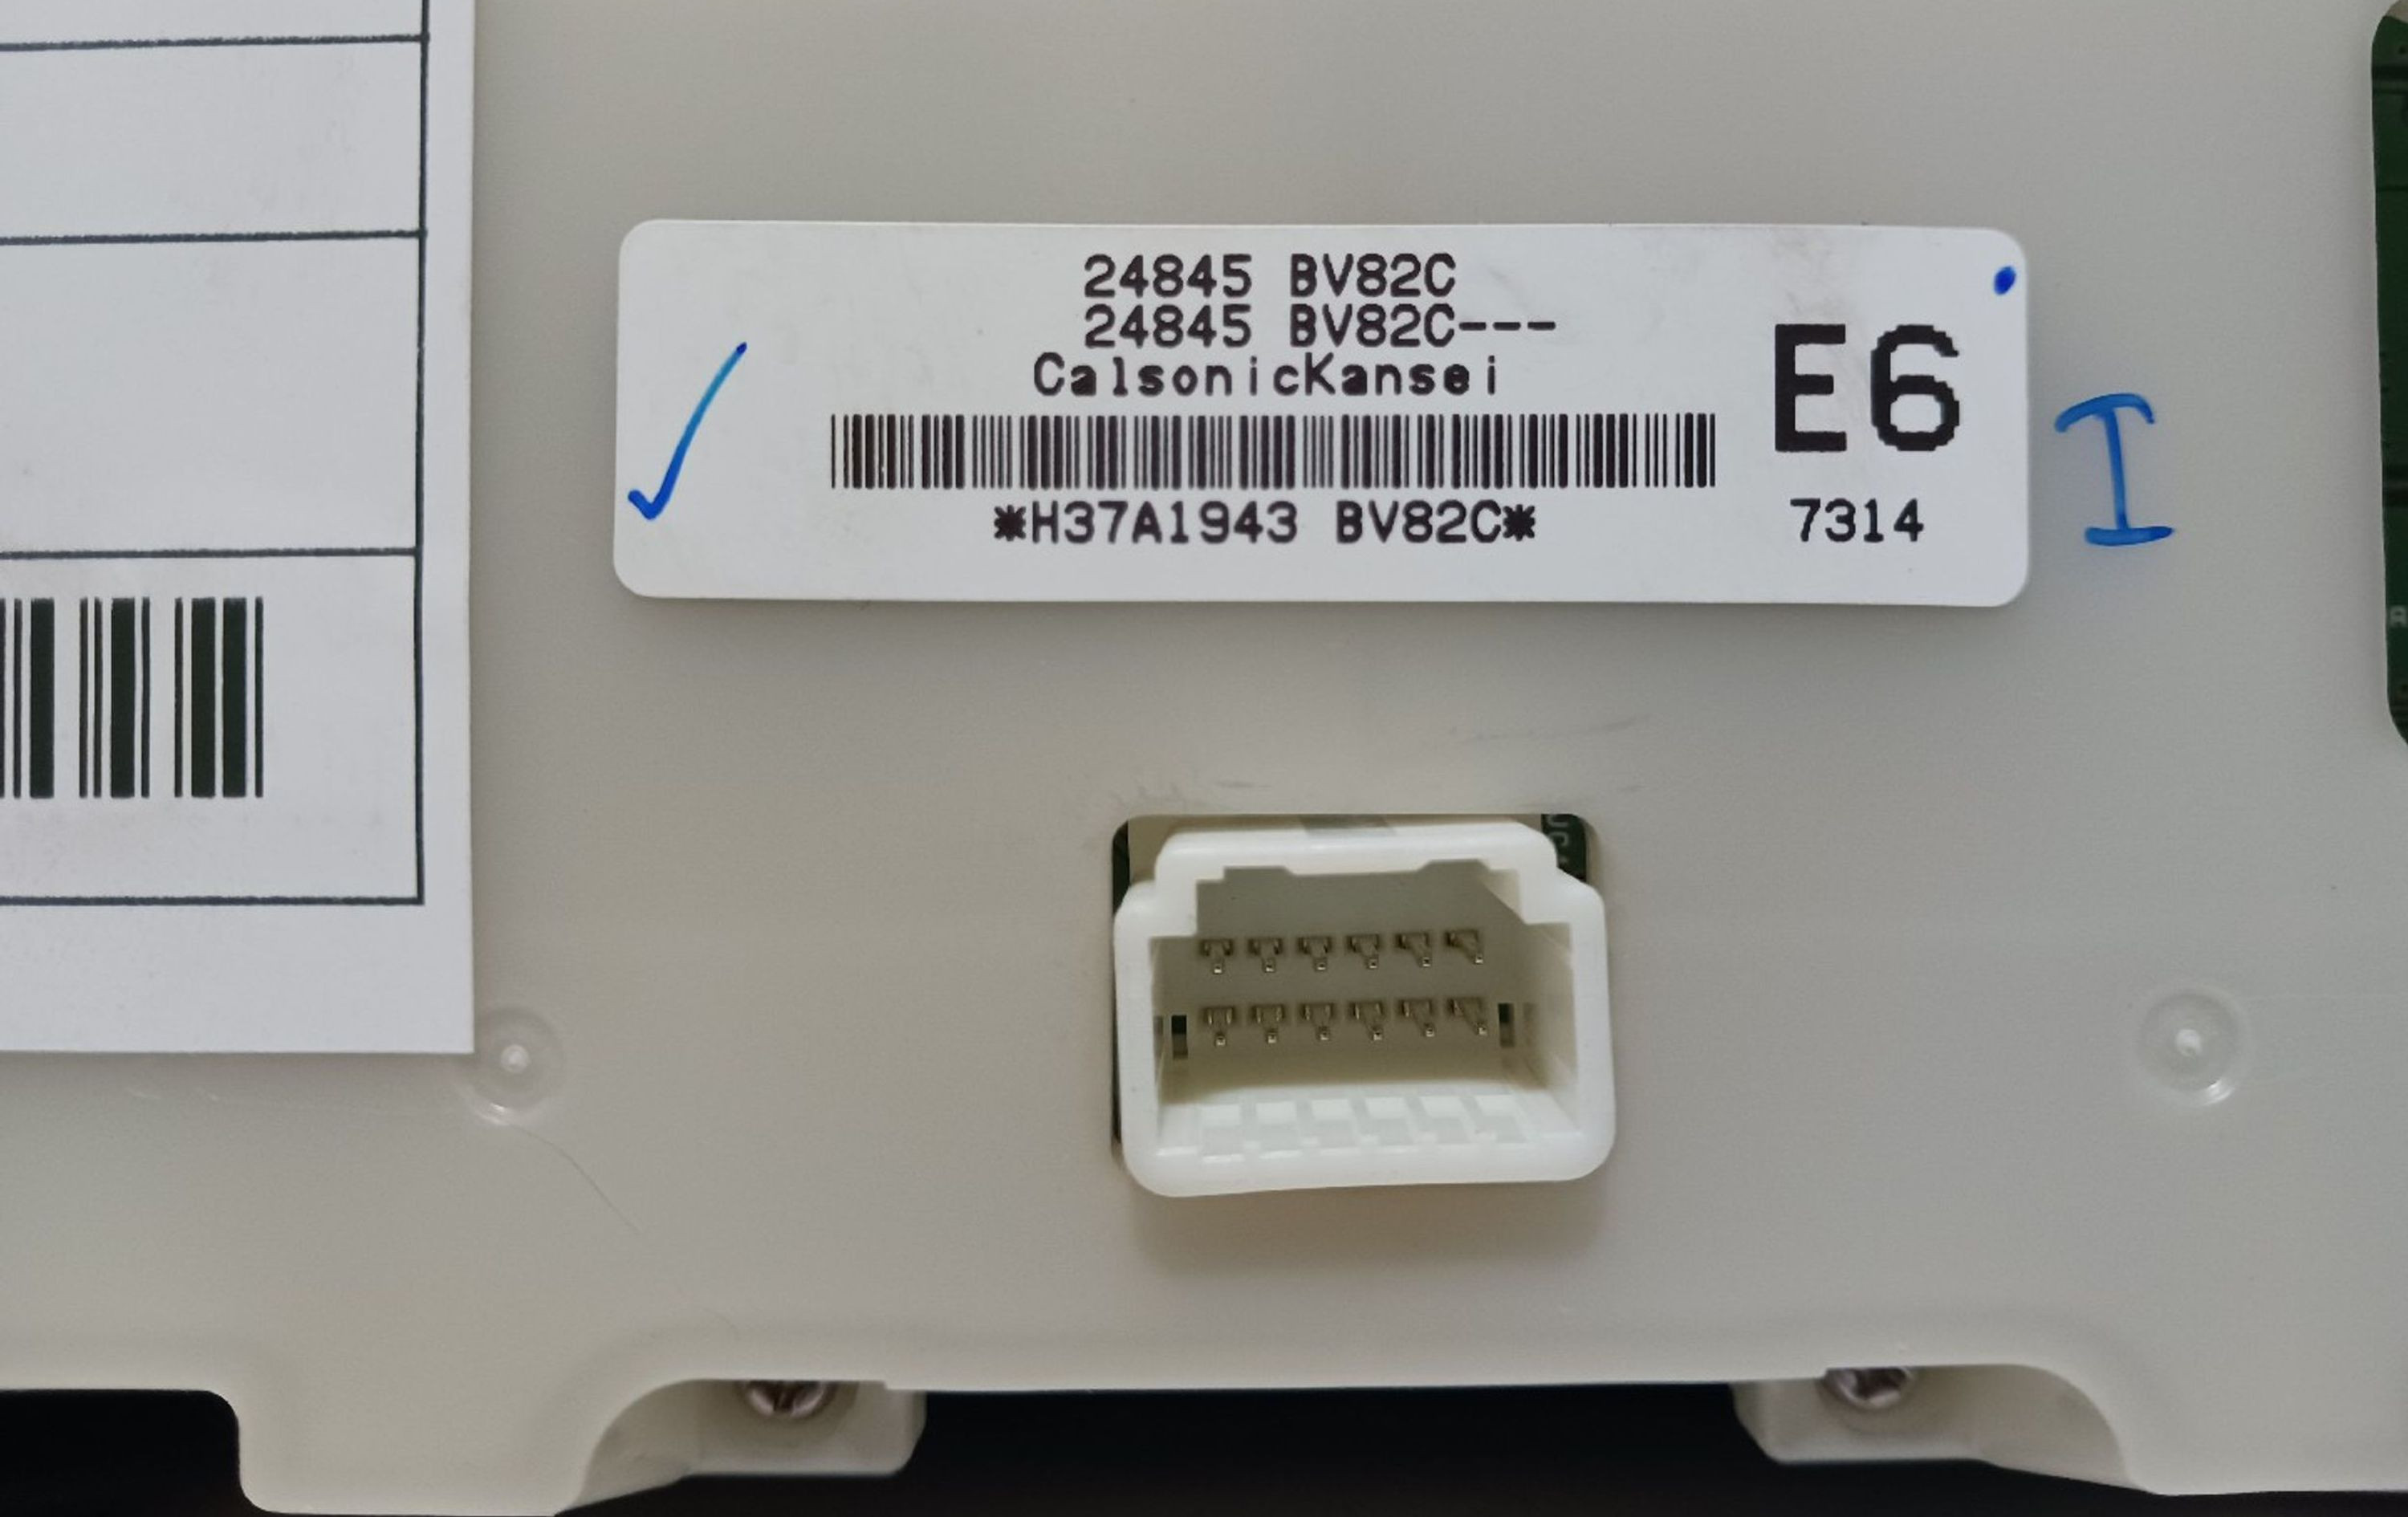 24845 BV82C
24845 BV82C---
CalsonicKansei
E6
*H37A1943 BV82C*
7314
I